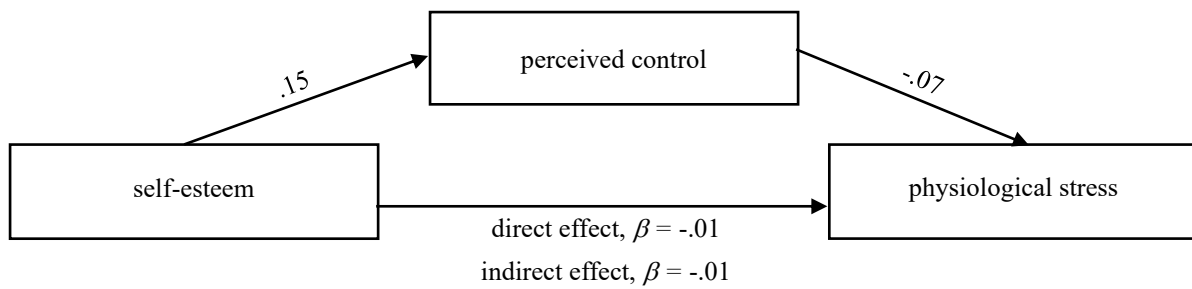 perceived control
.15
-.07
self-esteem
physiological stress
direct effect, β = -.01
indirect effect, β = -.01